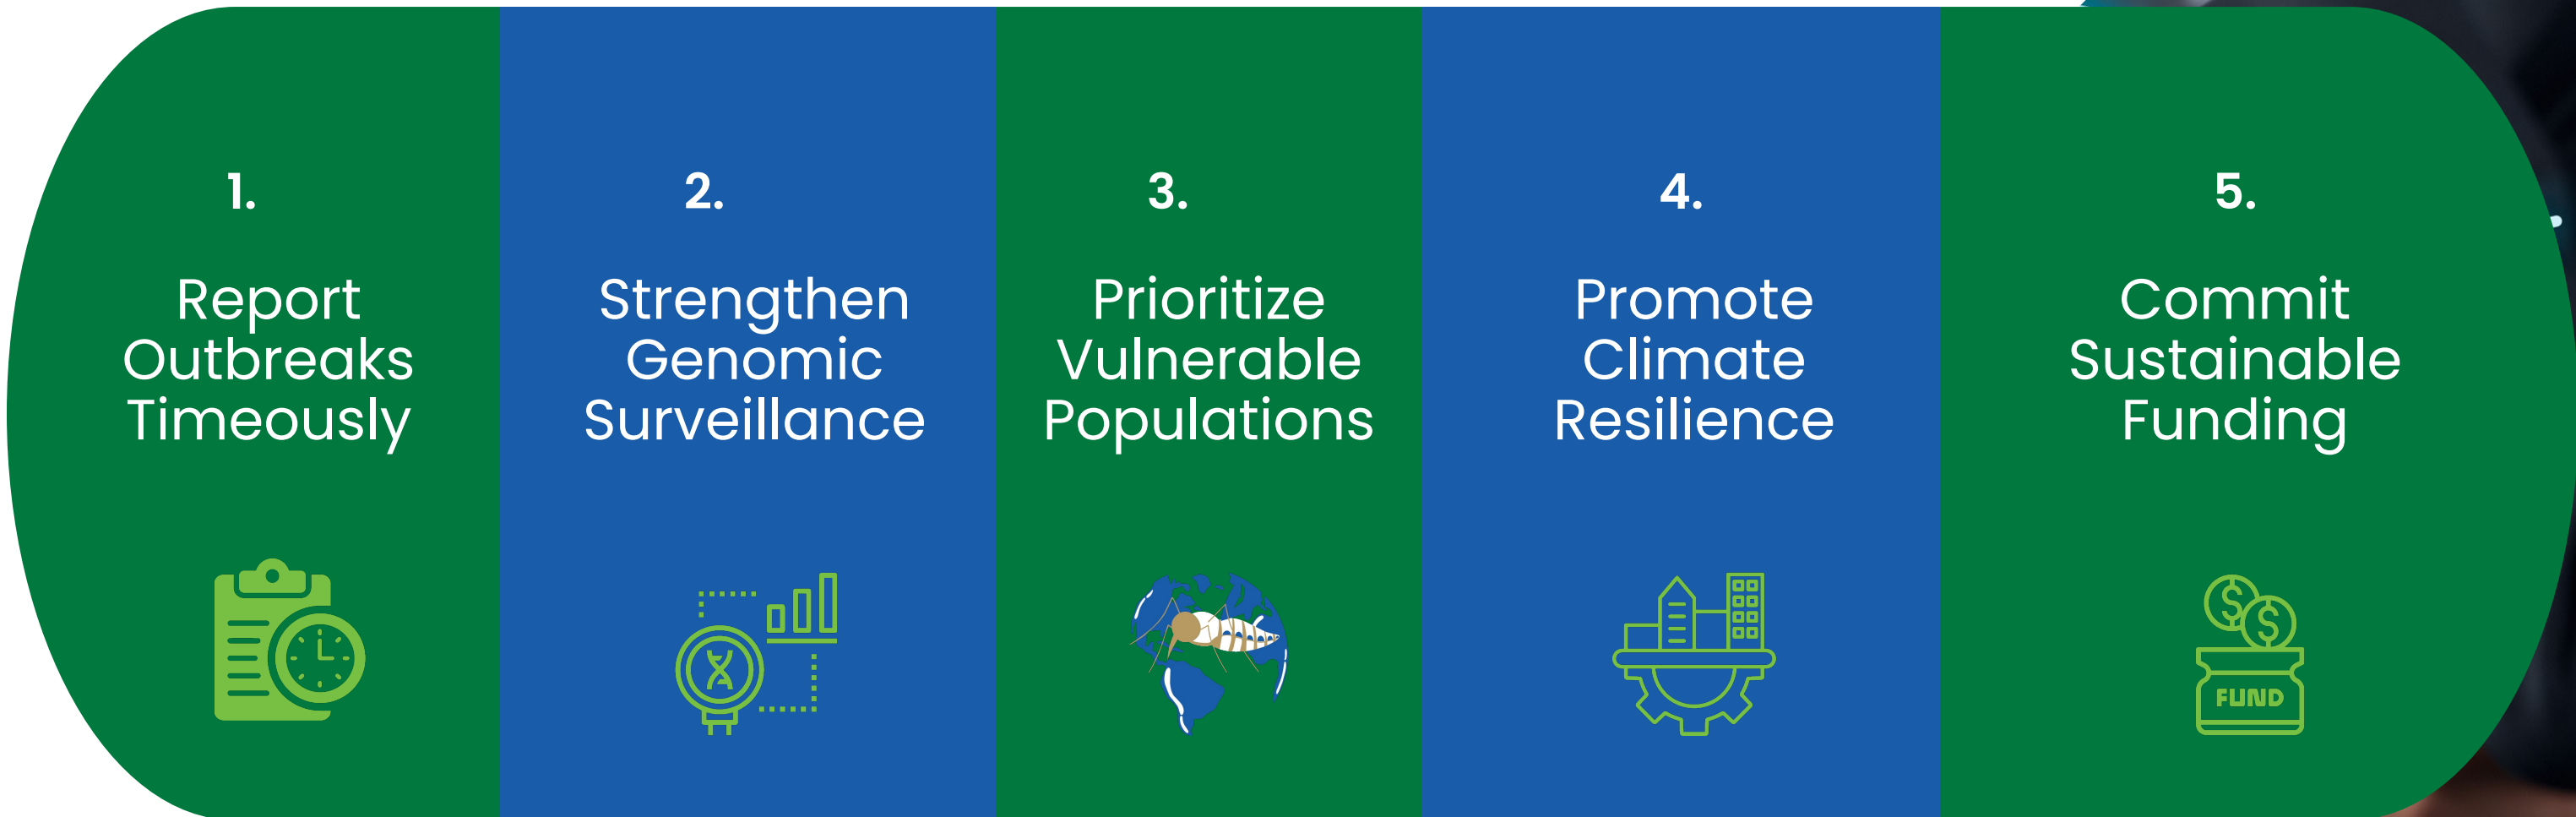 1.
Report
Outbreaks
Timeously
2.
Strengthen
Genomic
Surveillance
3.
Prioritize
Vulnerable
Populations
4.
Promote
Climate
Resilience
5.
Commit
Sustainable
Funding
$
$
FUND